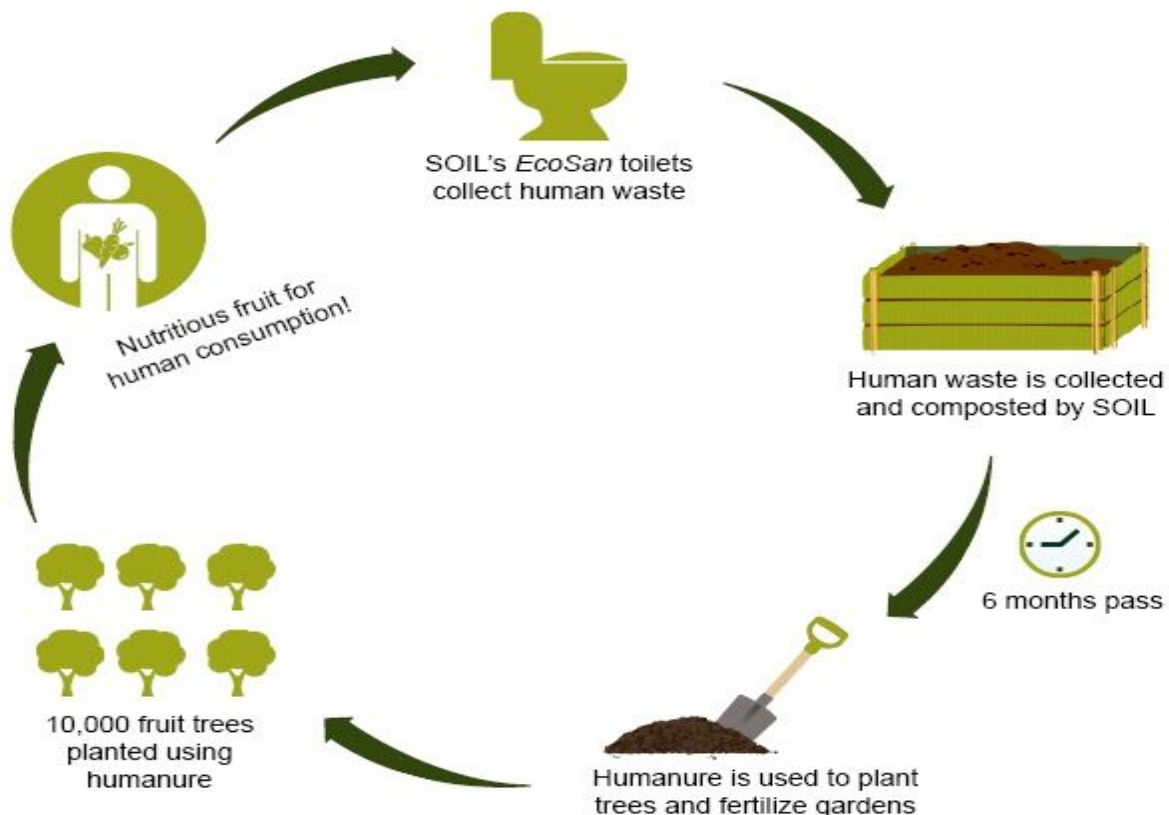 SOIL's EcoSan toilets
collect human waste
Human waste is collected
and composted by SOIL
6 months pass
Humanure is used to plant
trees and fertilize gardens
10,000 fruit trees
planted using
humanure
Nutritious fruit for
human consumption!